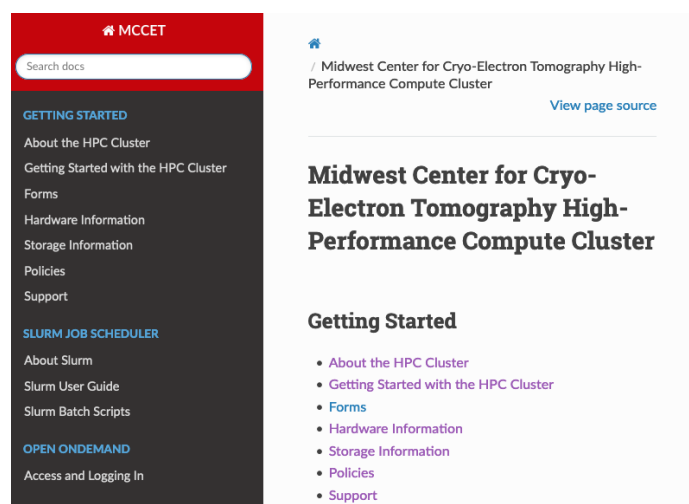 MCCET
Search docs
GETTING STARTED
About the HPC Cluster
Getting Started with the HPC Cluster
Forms
Hardware Information
Storage Information
Policies
Support
SLURM JOB SCHEDULER
About Slurm
Slurm User Guide
Slurm Batch Scripts
OPEN ONDEMAND
Access and Logging In
/ Midwest Center for Cryo-Electron Tomography High-
Performance Compute Cluster
View page source
Midwest Center for Cryo-
Electron Tomography High-
Performance Compute Cluster
Getting Started
• About the HPC Cluster
• Getting Started with the HPC Cluster
• Forms
• Hardware Information
• Storage Information
• Policies
• Support